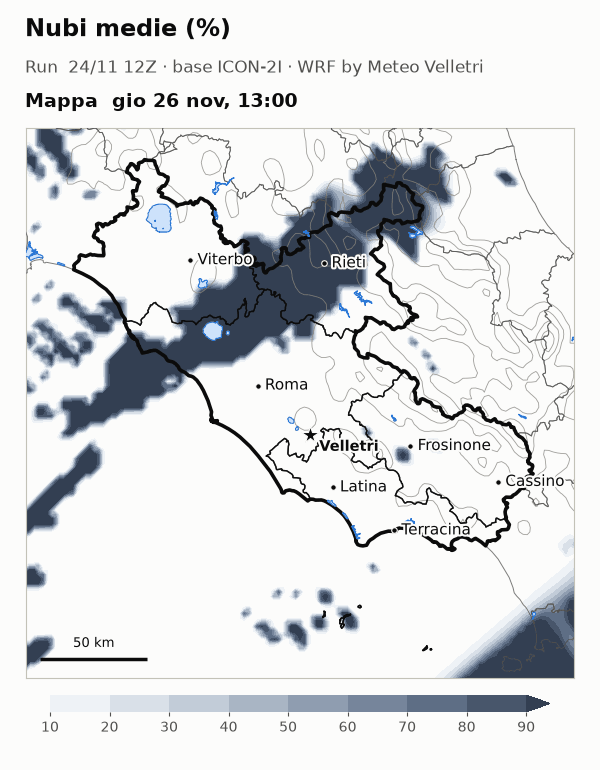 Nubi medie (%)
Run  24/11 12Z · base ICON-2I · WRF by Meteo Velletri
Mappa  gio 26 nov, 13:00
Viterbo
Rieti
Roma
Velletri
Frosinone
Latina
Cassino
Terracina
50 km
10 20 30 40 50 60 70 80 90